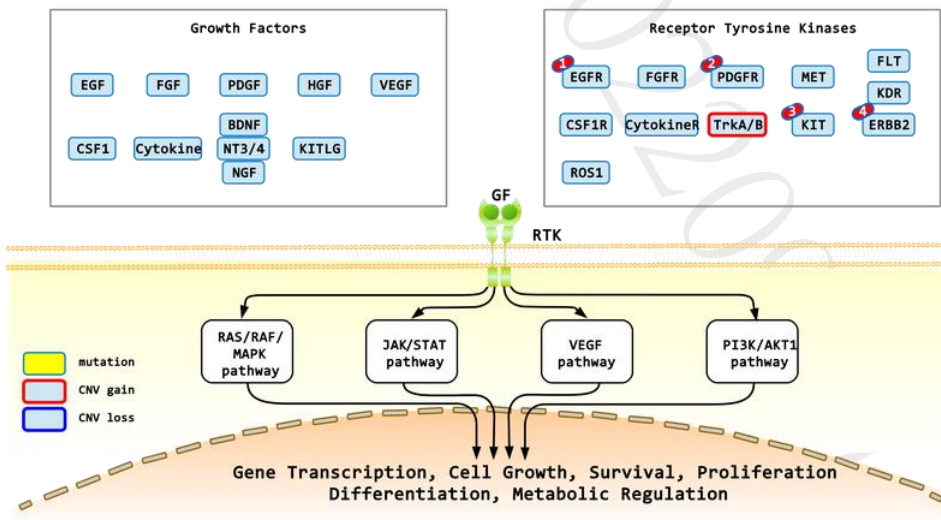 Growth Factors
EGF
FGF
PDGF
HGF
VEGF
BDNF
CSF1
Cytokine
NT3/4
KITLG
NGF
Receptor Tyrosine Kinases
1
EGFR
FGFR
2
PDGFR
MET
FLT
KDR
CSF1R
CytokineR
TrkA/B
3
KIT
4
ERBB2
ROS1
GF
RTK
RAS/RAF/
MAPK
pathway
JAK/STAT
pathway
VEGF
pathway
PI3K/AKT1
pathway
mutation
CNV gain
CNV loss
Gene Transcription, Cell Growth, Survival, Proliferation
Differentiation, Metabolic Regulation